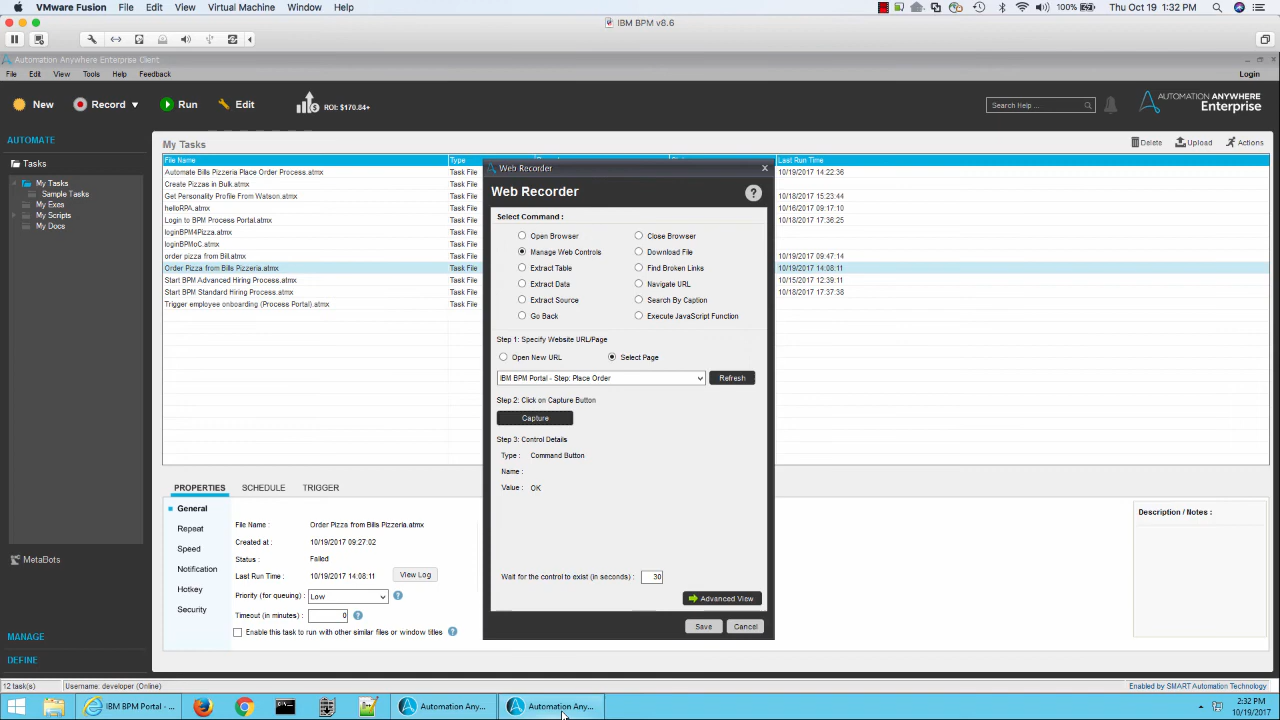 VMware Fusion File Edit View Virtual Machine Window Help 100% Thu Oct 19 1:32 PM
IBM BPM v8.6
Automation Anywhere Enterprise Client
File Edit View Tools Help Feedback Login
New Record Run Edit ROI: $170.84+ Search Help ... AUTOMATION ANYWHERE
Enterprise
AUTOMATE
Tasks
My Tasks
Sample Tasks
My Exes
My Scripts
My Docs
MetaBots
MANAGE
DEFINE
My Tasks Delete Upload Actions
File Name Type Last Run Time
Automate Bills Pizzeria Place Order Process.atmx Task File 10/19/2017 14:22:36
Create Pizzas in Bulk.atmx Task File
Get Personality Profile From Watson.atmx Task File 10/18/2017 15:23:44
helloRPA.atmx Task File 10/18/2017 09:17:10
Login to BPM Process Portal.atmx Task File 10/18/2017 17:36:25
loginBPM4Pizza.atmx Task File
loginBPMoC.atmx Task File
order pizza from Bill.atmx Task File 10/19/2017 09:47:14
Order Pizza from Bills Pizzeria.atmx Task File 10/19/2017 14:08:11
Start BPM Advanced Hiring Process.atmx Task File 10/15/2017 12:39:11
Start BPM Standard Hiring Process.atmx Task File 10/18/2017 17:37:38
Trigger employee onboarding (Process Portal).atmx Task File
Web Recorder X
Web Recorder ?
Select Command :
Open Browser Close Browser
Manage Web Controls Download File
Extract Table Find Broken Links
Extract Data Navigate URL
Extract Source Search By Caption
Go Back Execute JavaScript Function
Step 1: Specify Website URL/Page
Open New URL Select Page
IBM BPM Portal - Step: Place Order Refresh
Step 2: Click on Capture Button
Capture
Step 3: Control Details
Type : Command Button
Name :
Value : OK
Wait for the control to exist (in seconds) : 30
Advanced View
Save Cancel
PROPERTIES SCHEDULE TRIGGER
General
Repeat
Speed
Notification
Hotkey
Security
File Name : Order Pizza from Bills Pizzeria.atmx
Created at : 10/19/2017 09:27:02
Status : Failed
Last Run Time : 10/19/2017 14:08:11 View Log
Priority (for queuing) : Low ?
Timeout (in minutes) : 0 ?
Enable this task to run with other similar files or window titles ?
Description / Notes :
12 task(s) Username: developer (Online) Enabled by SMART Automation Technology
IBM BPM Portal - ... Automation Any... Automation Any... 2:32 PM
10/19/2017